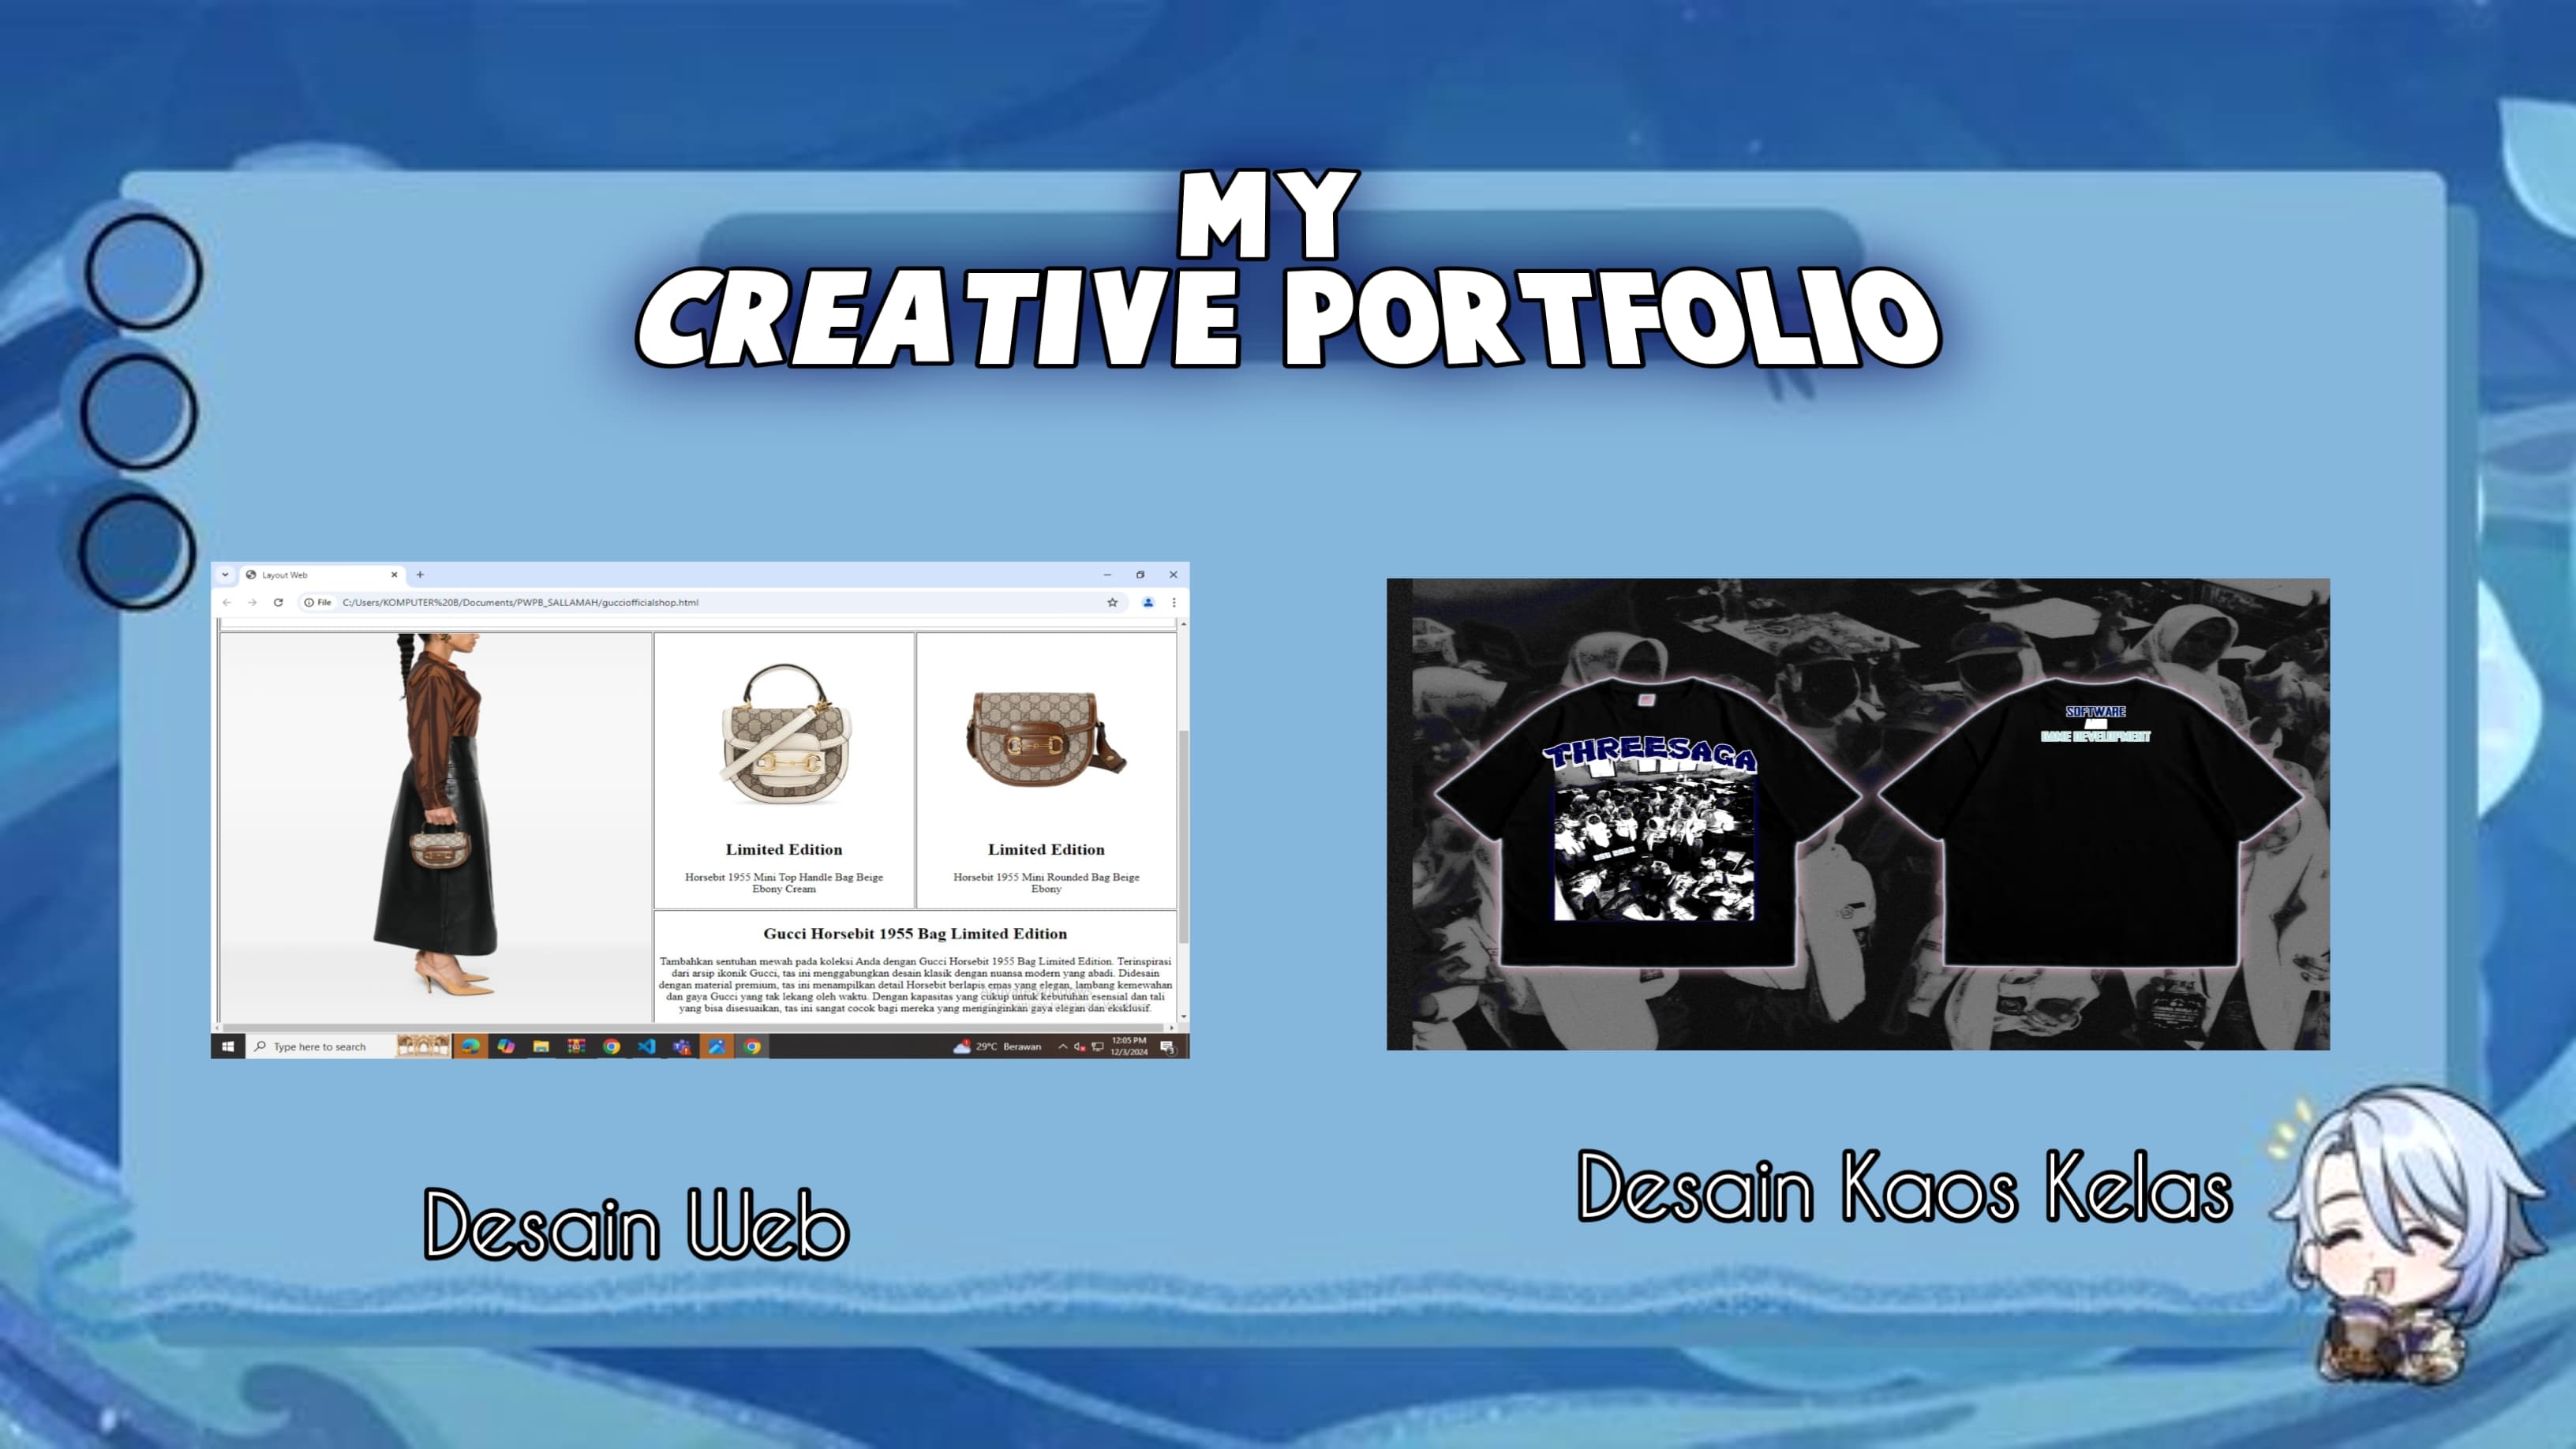 MY
CREATIVE PORTFOLIO
Layout Web
File C:/Users/KOMPUTER%20B/Documents/PWPB_SALLAMAH/gucciofficialshop.html
Limited Edition
Horsebit 1955 Mini Top Handle Bag Beige
Ebony Cream
Limited Edition
Horsebit 1955 Mini Rounded Bag Beige
Ebony
Gucci Horsebit 1955 Bag Limited Edition
Tambahkan sentuhan mewah pada koleksi Anda dengan Gucci Horsebit 1955 Bag Limited Edition. Terinspirasi
dari arsip ikonik Gucci, tas ini menggabungkan desain klasik dengan nuansa modern yang abadi. Didesain
dengan material premium, tas ini menampilkan detail Horsebit berlapis emas yang elegan, lambang kemewahan
dan gaya Gucci yang tak lekang oleh waktu. Dengan kapasitas yang cukup untuk kebutuhan esensial dan tali
yang bisa disesuaikan, tas ini sangat cocok bagi mereka yang menginginkan gaya elegan dan eksklusif.
Type here to search
29°C Berawan
12:05 PM
12/3/2024
THREESAGA
SOFTWARE
AND
GAME DEVELOPMENT
Desain Web
Desain Kaos Kelas